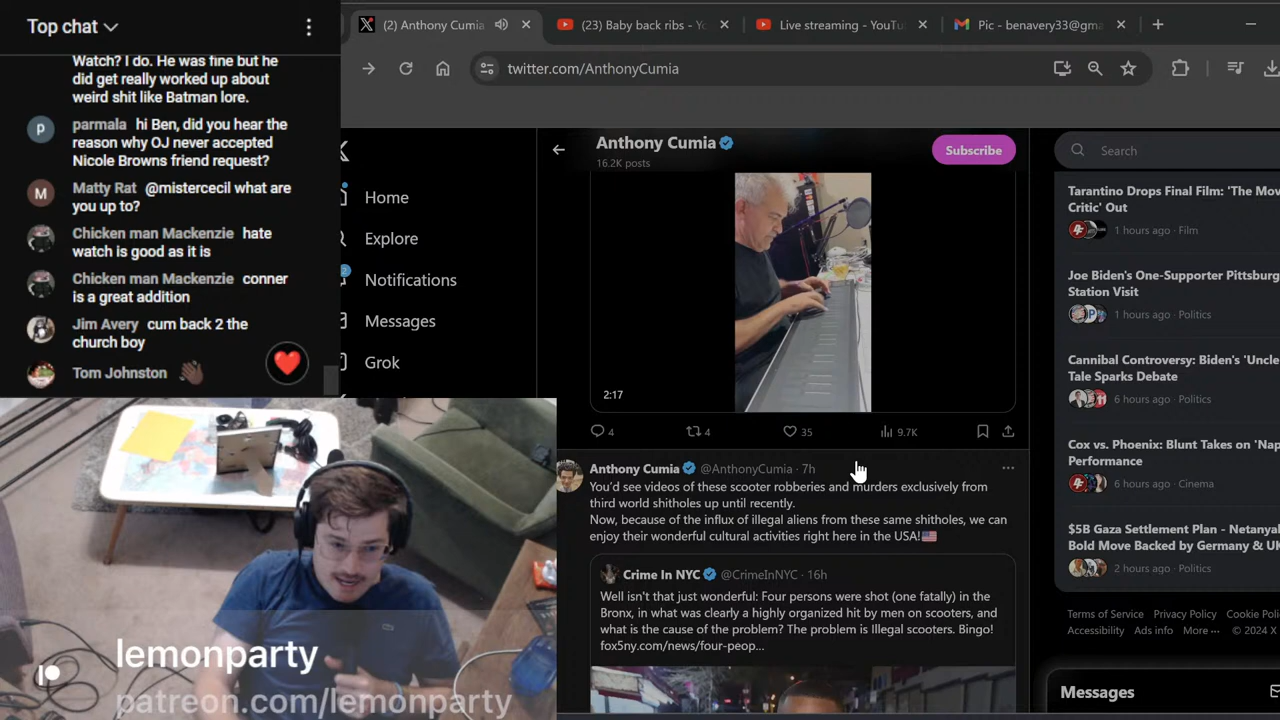 Top chat
Watch? I do. He was fine but he
did get really worked up about
weird shit like Batman lore.
parmala hi Ben, did you hear the
reason why OJ never accepted
Nicole Browns friend request?
Matty Rat @mistercecil what are
you up to?
Chicken man Mackenzie hate
watch is good as it is
Chicken man Mackenzie conner
is a great addition
Jim Avery cum back 2 the
church boy
Tom Johnston 👋🏿
lemonparty
patreon.com/lemonparty
(2) Anthony Cumia
(23) Baby back ribs - Yo
Live streaming - YouTu
Pic - benavery33@gm
twitter.com/AnthonyCumia
Home
Explore
2
Notifications
Messages
Grok
Anthony Cumia
16.2K posts
Subscribe
2:17
4
4
35
9.7K
Anthony Cumia @AnthonyCumia · 7h
You'd see videos of these scooter robberies and murders exclusively from
third world shitholes up until recently.
Now, because of the influx of illegal aliens from these same shitholes, we can
enjoy their wonderful cultural activities right here in the USA!🇺🇸
Crime In NYC @CrimeInNYC · 16h
Well isn't that just wonderful: Four persons were shot (one fatally) in the
Bronx, in what was clearly a highly organized hit by men on scooters, and
what is the cause of the problem? The problem is Illegal scooters. Bingo!
fox5ny.com/news/four-peop...
Search
Tarantino Drops Final Film: 'The Mov
Critic' Out
1 hours ago · Film
Joe Biden's One-Supporter Pittsburg
Station Visit
1 hours ago · Politics
Cannibal Controversy: Biden's 'Uncle
Tale Sparks Debate
6 hours ago · Politics
Cox vs. Phoenix: Blunt Takes on 'Nap
Performance
6 hours ago · Cinema
$5B Gaza Settlement Plan - Netanyal
Bold Move Backed by Germany & UK
2 hours ago · Politics
Terms of Service Privacy Policy Cookie Poli
Accessibility Ads info More ··· © 2024 X
Messages